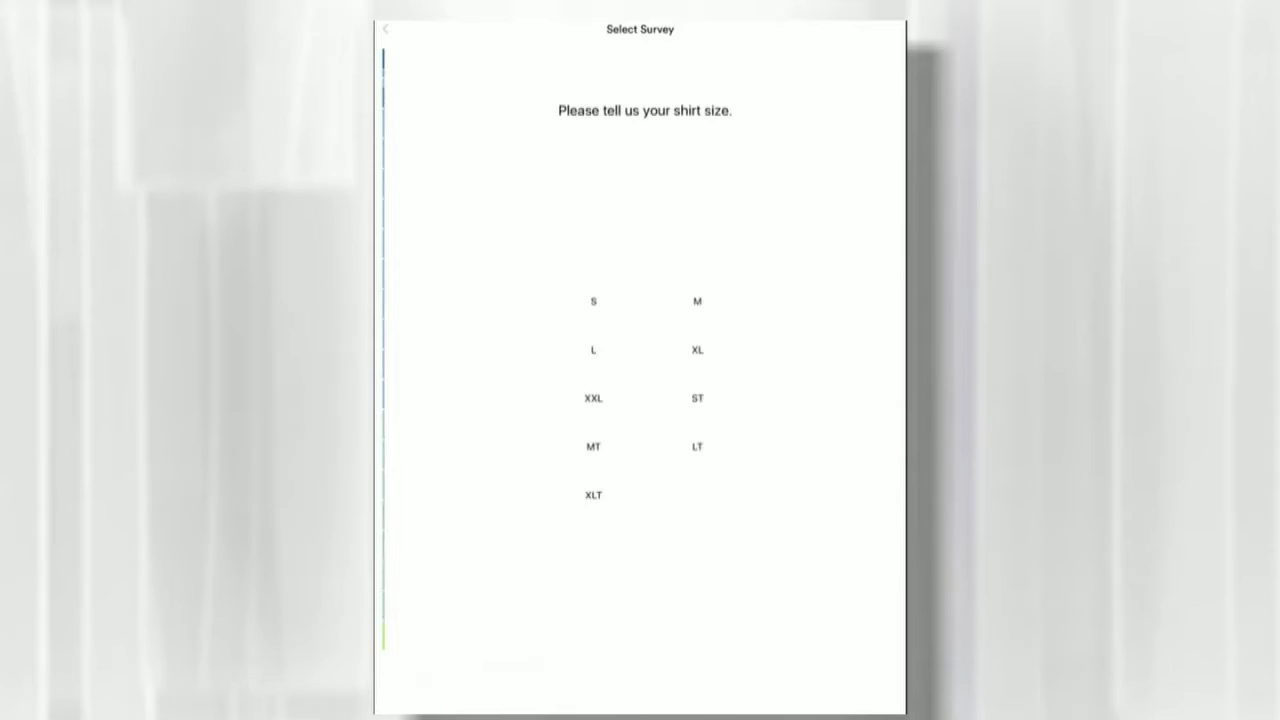 Select Survey
Please tell us your shirt size.
S M
L XL
XXL ST
MT LT
XLT